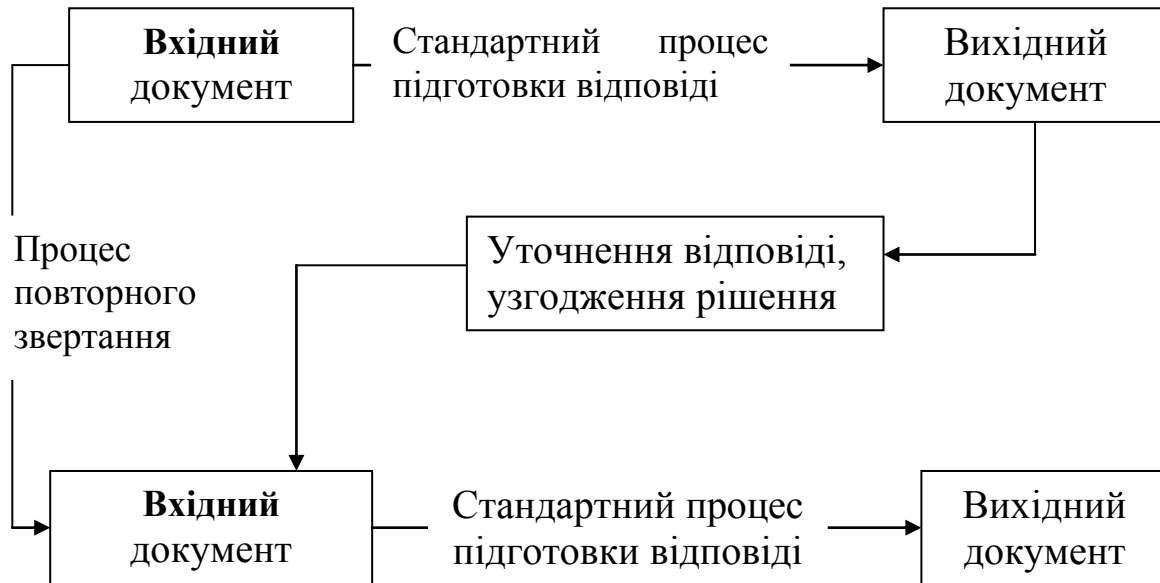 Вхідний
документ
Стандартний процес
підготовки відповіді
Вихідний
документ
Процес
повторного
звертання
Уточнення відповіді,
узгодження рішення
Вхідний
документ
Стандартний процес
підготовки відповіді
Вихідний
документ